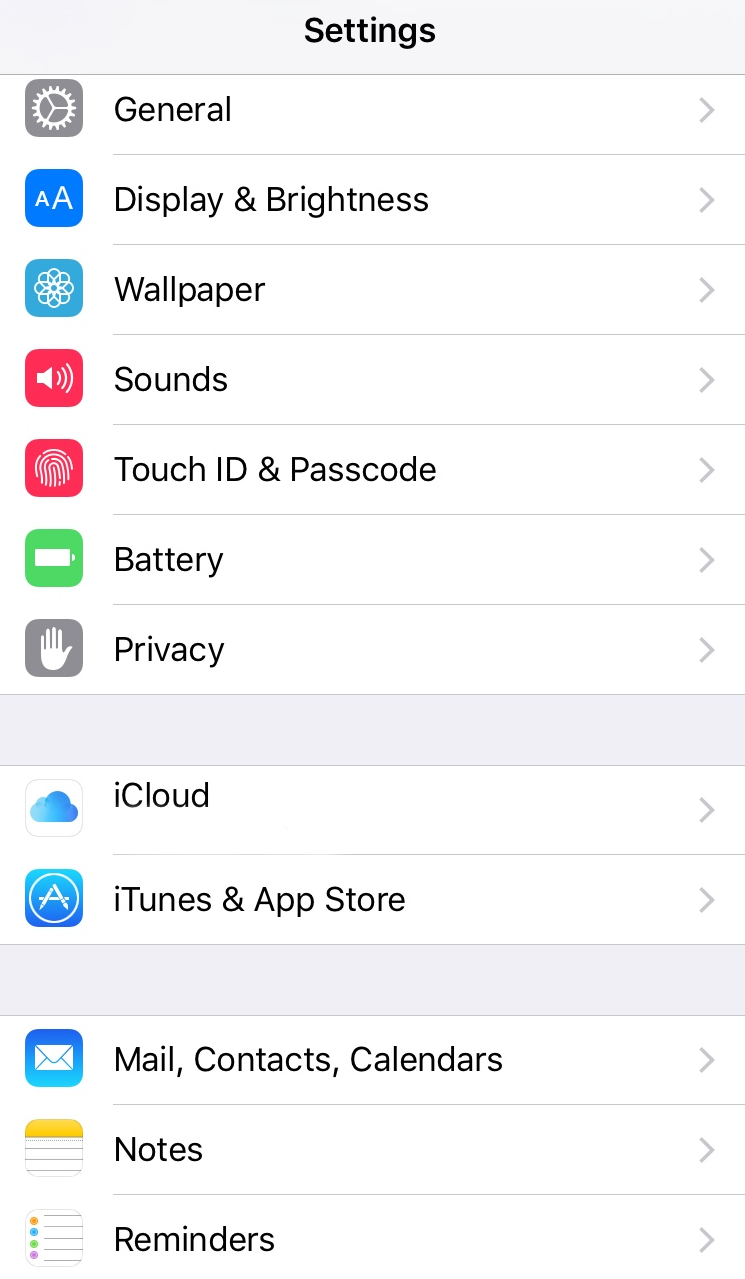 Settings
General
AA Display & Brightness
Wallpaper
Sounds
Touch ID & Passcode
Battery
Privacy
iCloud
iTunes & App Store
Mail, Contacts, Calendars
Notes
Reminders